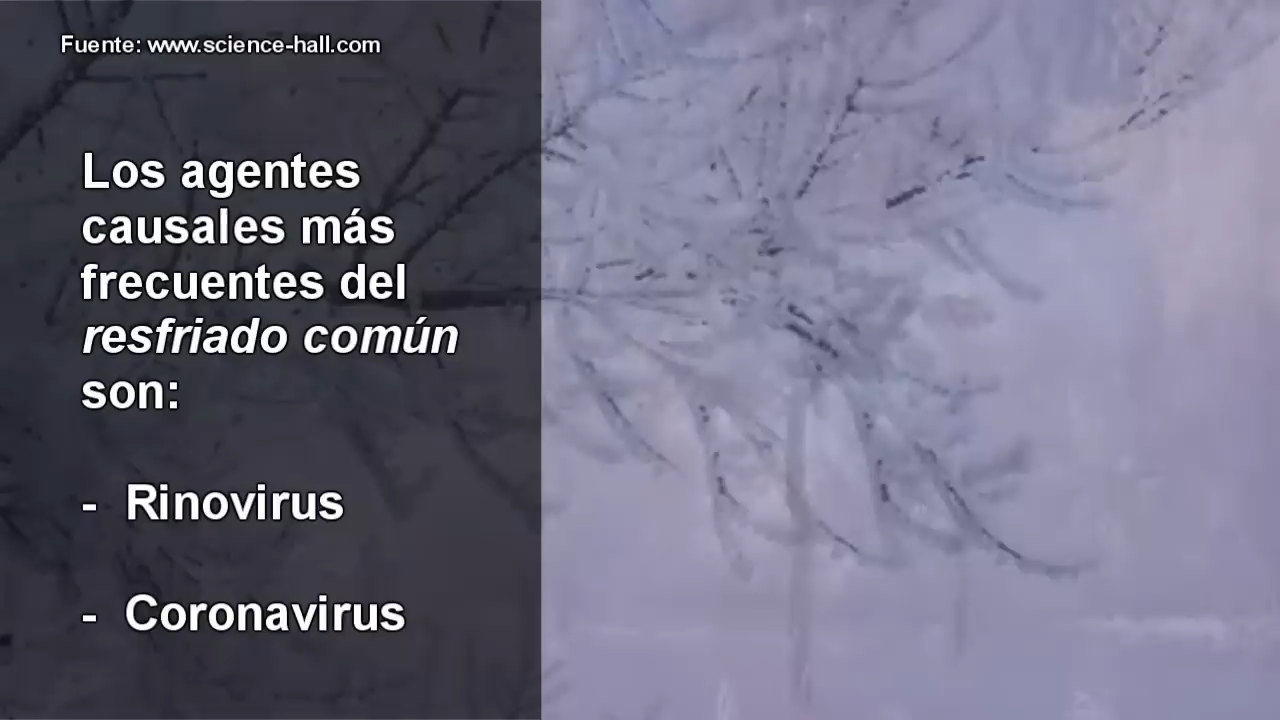 Fuente: www.science-hall.com
Los agentes
causales más
frecuentes del
resfriado común
son:
- Rinovirus
- Coronavirus